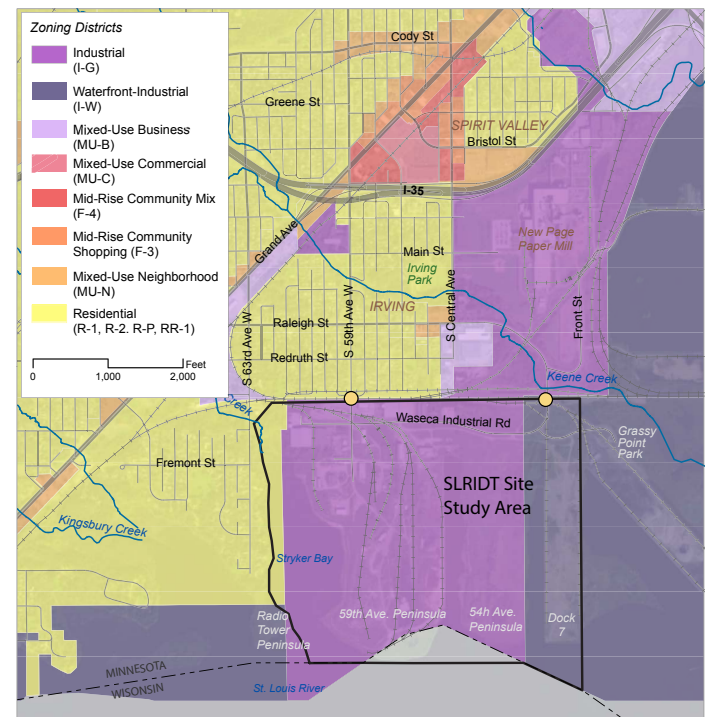 Zoning Districts
Industrial
(I-G)
Waterfront-Industrial
(I-W)
Mixed-Use Business
(MU-B)
Mixed-Use Commercial
(MU-C)
Mid-Rise Community Mix
(F-4)
Mid-Rise Community
Shopping (F-3)
Mixed-Use Neighborhood
(MU-N)
Residential
(R-1, R-2. R-P, RR-1)
Feet
0 1,000 2,000
Cody St
Greene St
SPIRIT VALLEY
Bristol St
I-35
Grand Ave
New Page
Paper Mill
Main St
Irving
Park
IRVING
S 63rd Ave W
S 59th Ave W
S Central Ave
Front St
Raleigh St
Redruth St
Keene Creek
Creek
Waseca Industrial Rd
Grassy
Point
Park
Fremont St
SLRIDT Site
Study Area
Kingsbury Creek
Stryker Bay
Radio
Tower
Peninsula
59th Ave. Peninsula
54h Ave.
Peninsula
Dock
7
MINNESOTA
WISONSIN
St. Louis River